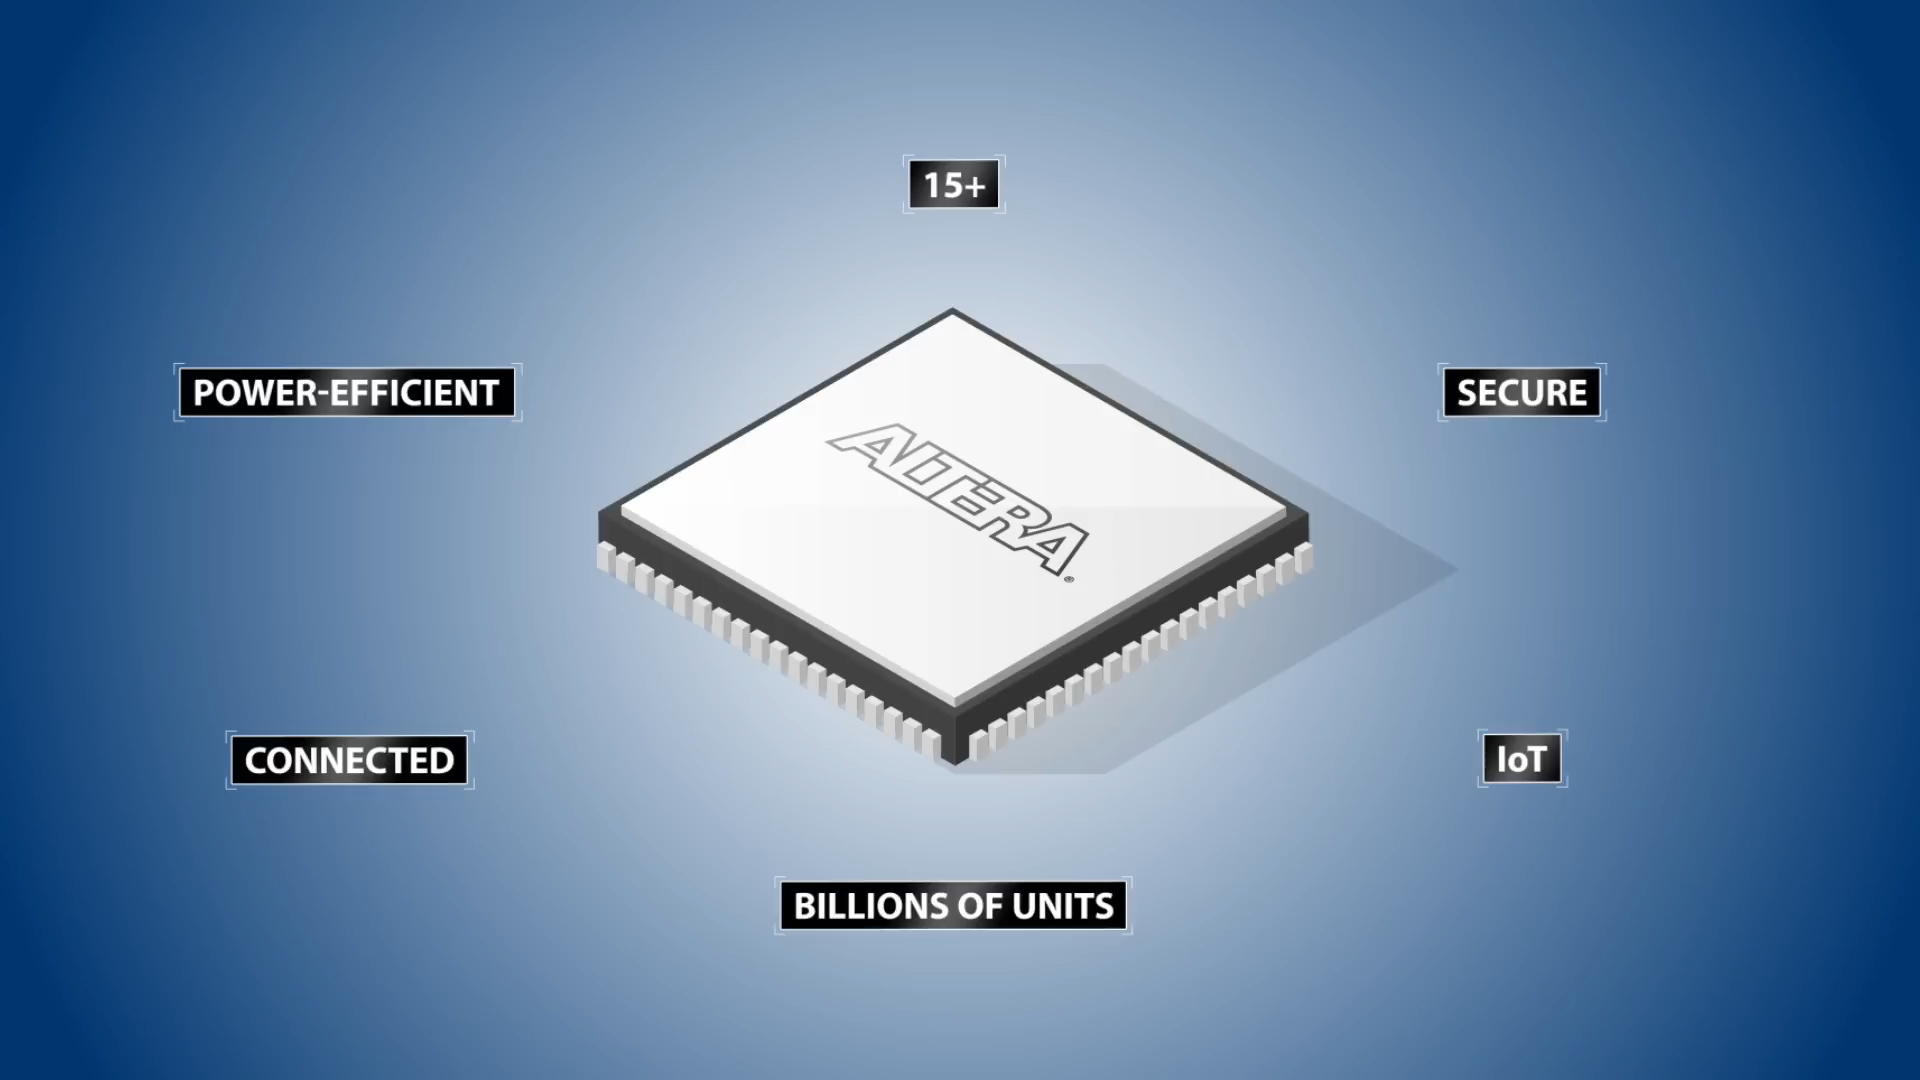 15+
POWER-EFFICIENT
SECURE
ALTERA®
CONNECTED
IoT
BILLIONS OF UNITS